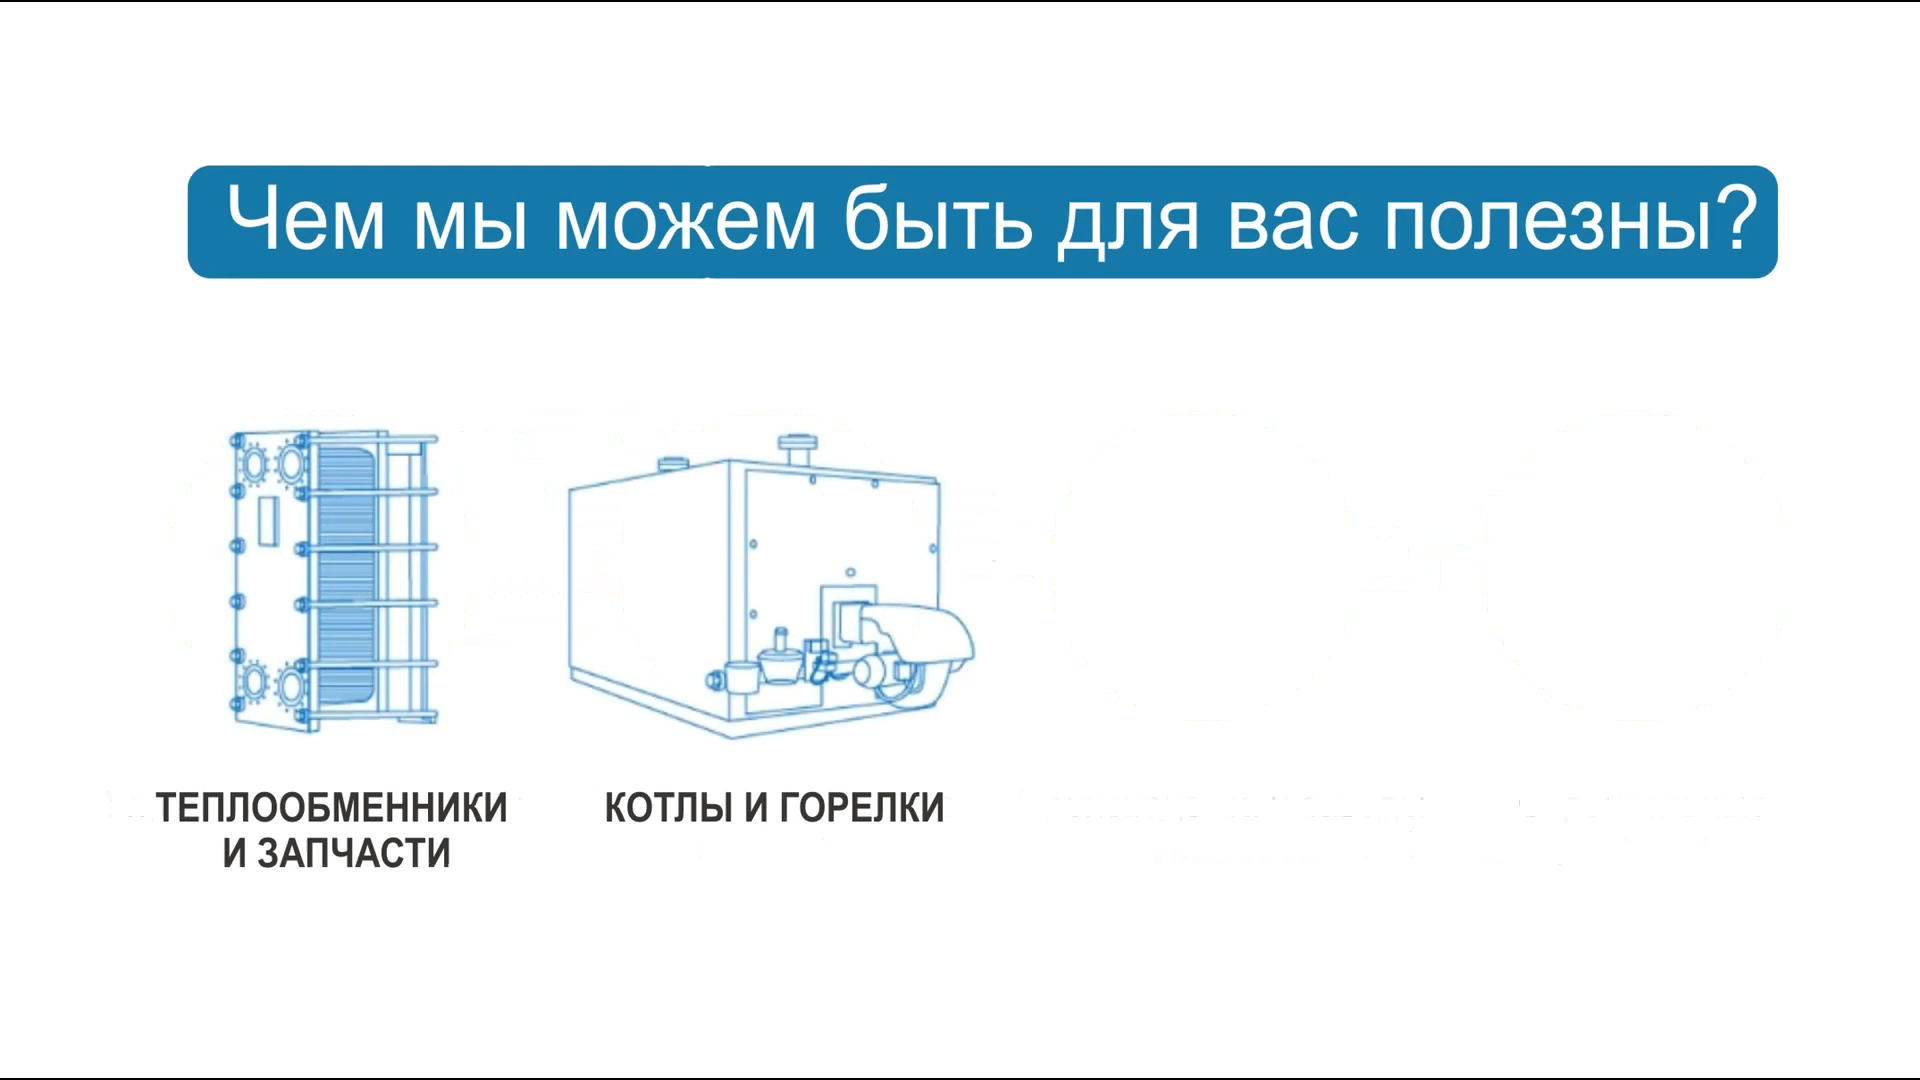 Чем мы можем быть для вас полезны?
ТЕПЛООБМЕННИКИ
И ЗАПЧАСТИ
КОТЛЫ И ГОРЕЛКИ